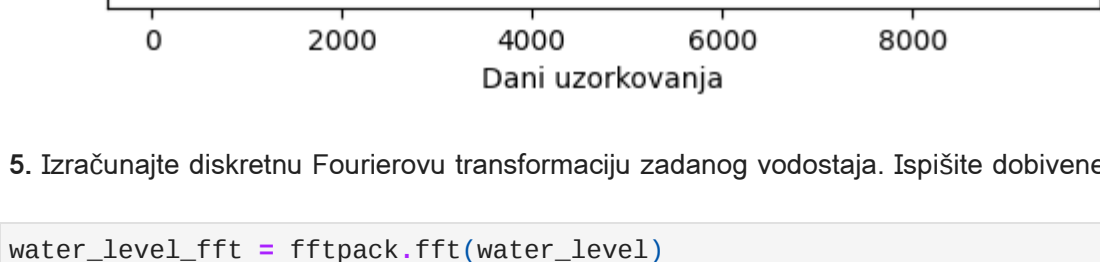 0 2000 4000 6000 8000
Dani uzorkovanja
5. Izračunajte diskretnu Fourierovu transformaciju zadanog vodostaja. Ispišite dobivene
water_level_fft = fftpack.fft(water_level)